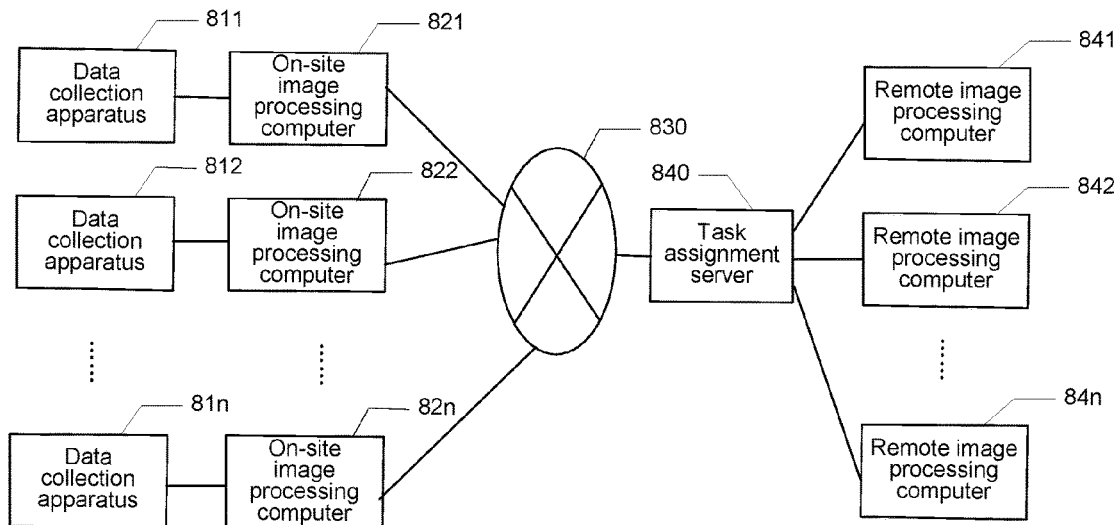 811
Data
collection
apparatus
821
On-site
image
processing
computer
812
Data
collection
apparatus
822
On-site
image
processing
computer
81n
Data
collection
apparatus
82n
On-site
image
processing
computer
830
840
Task
assignment
server
841
Remote image
processing
computer
842
Remote image
processing
computer
84n
Remote image
processing
computer